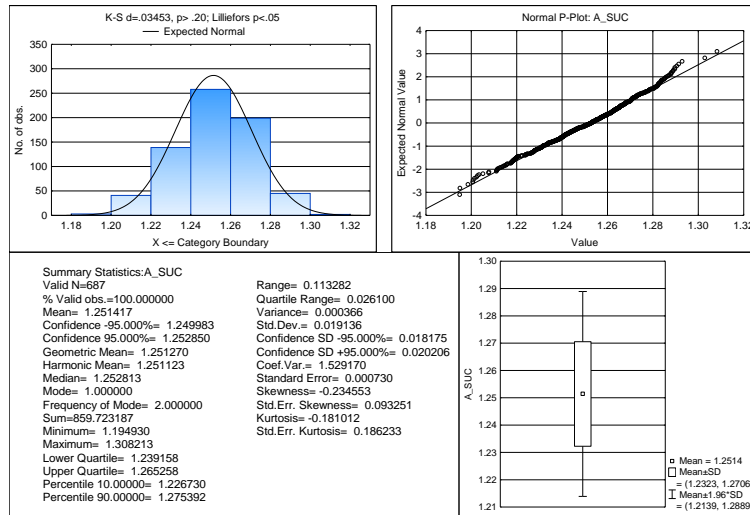 K-S d=.03453, p> .20; Lilliefors p<.05
Expected Normal
350
300
250
200
150
100
50
0
No. of obs.
1.18 1.20 1.22 1.24 1.26 1.28 1.30 1.32
X <= Category Boundary
Normal P-Plot: A_SUC
4
3
2
1
0
-1
-2
-3
-4
Expected Normal Value
1.18 1.20 1.22 1.24 1.26 1.28 1.30 1.32
Value
Summary Statistics:A_SUC
Valid N=687
% Valid obs.=100.000000
Mean= 1.251417
Confidence -95.000%= 1.249983
Confidence 95.000%= 1.252850
Geometric Mean= 1.251270
Harmonic Mean= 1.251123
Median= 1.252813
Mode= 1.000000
Frequency of Mode= 2.000000
Sum=859.723187
Minimum= 1.194930
Maximum= 1.308213
Lower Quartile= 1.239158
Upper Quartile= 1.265258
Percentile 10.00000= 1.226730
Percentile 90.00000= 1.275392
Range= 0.113282
Quartile Range= 0.026100
Variance= 0.000366
Std.Dev.= 0.019136
Confidence SD -95.000%= 0.018175
Confidence SD +95.000%= 0.020206
Coef.Var.= 1.529170
Standard Error= 0.000730
Skewness= -0.234553
Std.Err. Skewness= 0.093251
Kurtosis= -0.181012
Std.Err. Kurtosis= 0.186233
1.30
1.29
1.28
1.27
1.26
1.25
1.24
1.23
1.22
1.21
A_SUC
Mean = 1.2514
Mean±SD
= (1.2323, 1.2706
Mean±1.96*SD
= (1.2139, 1.2889